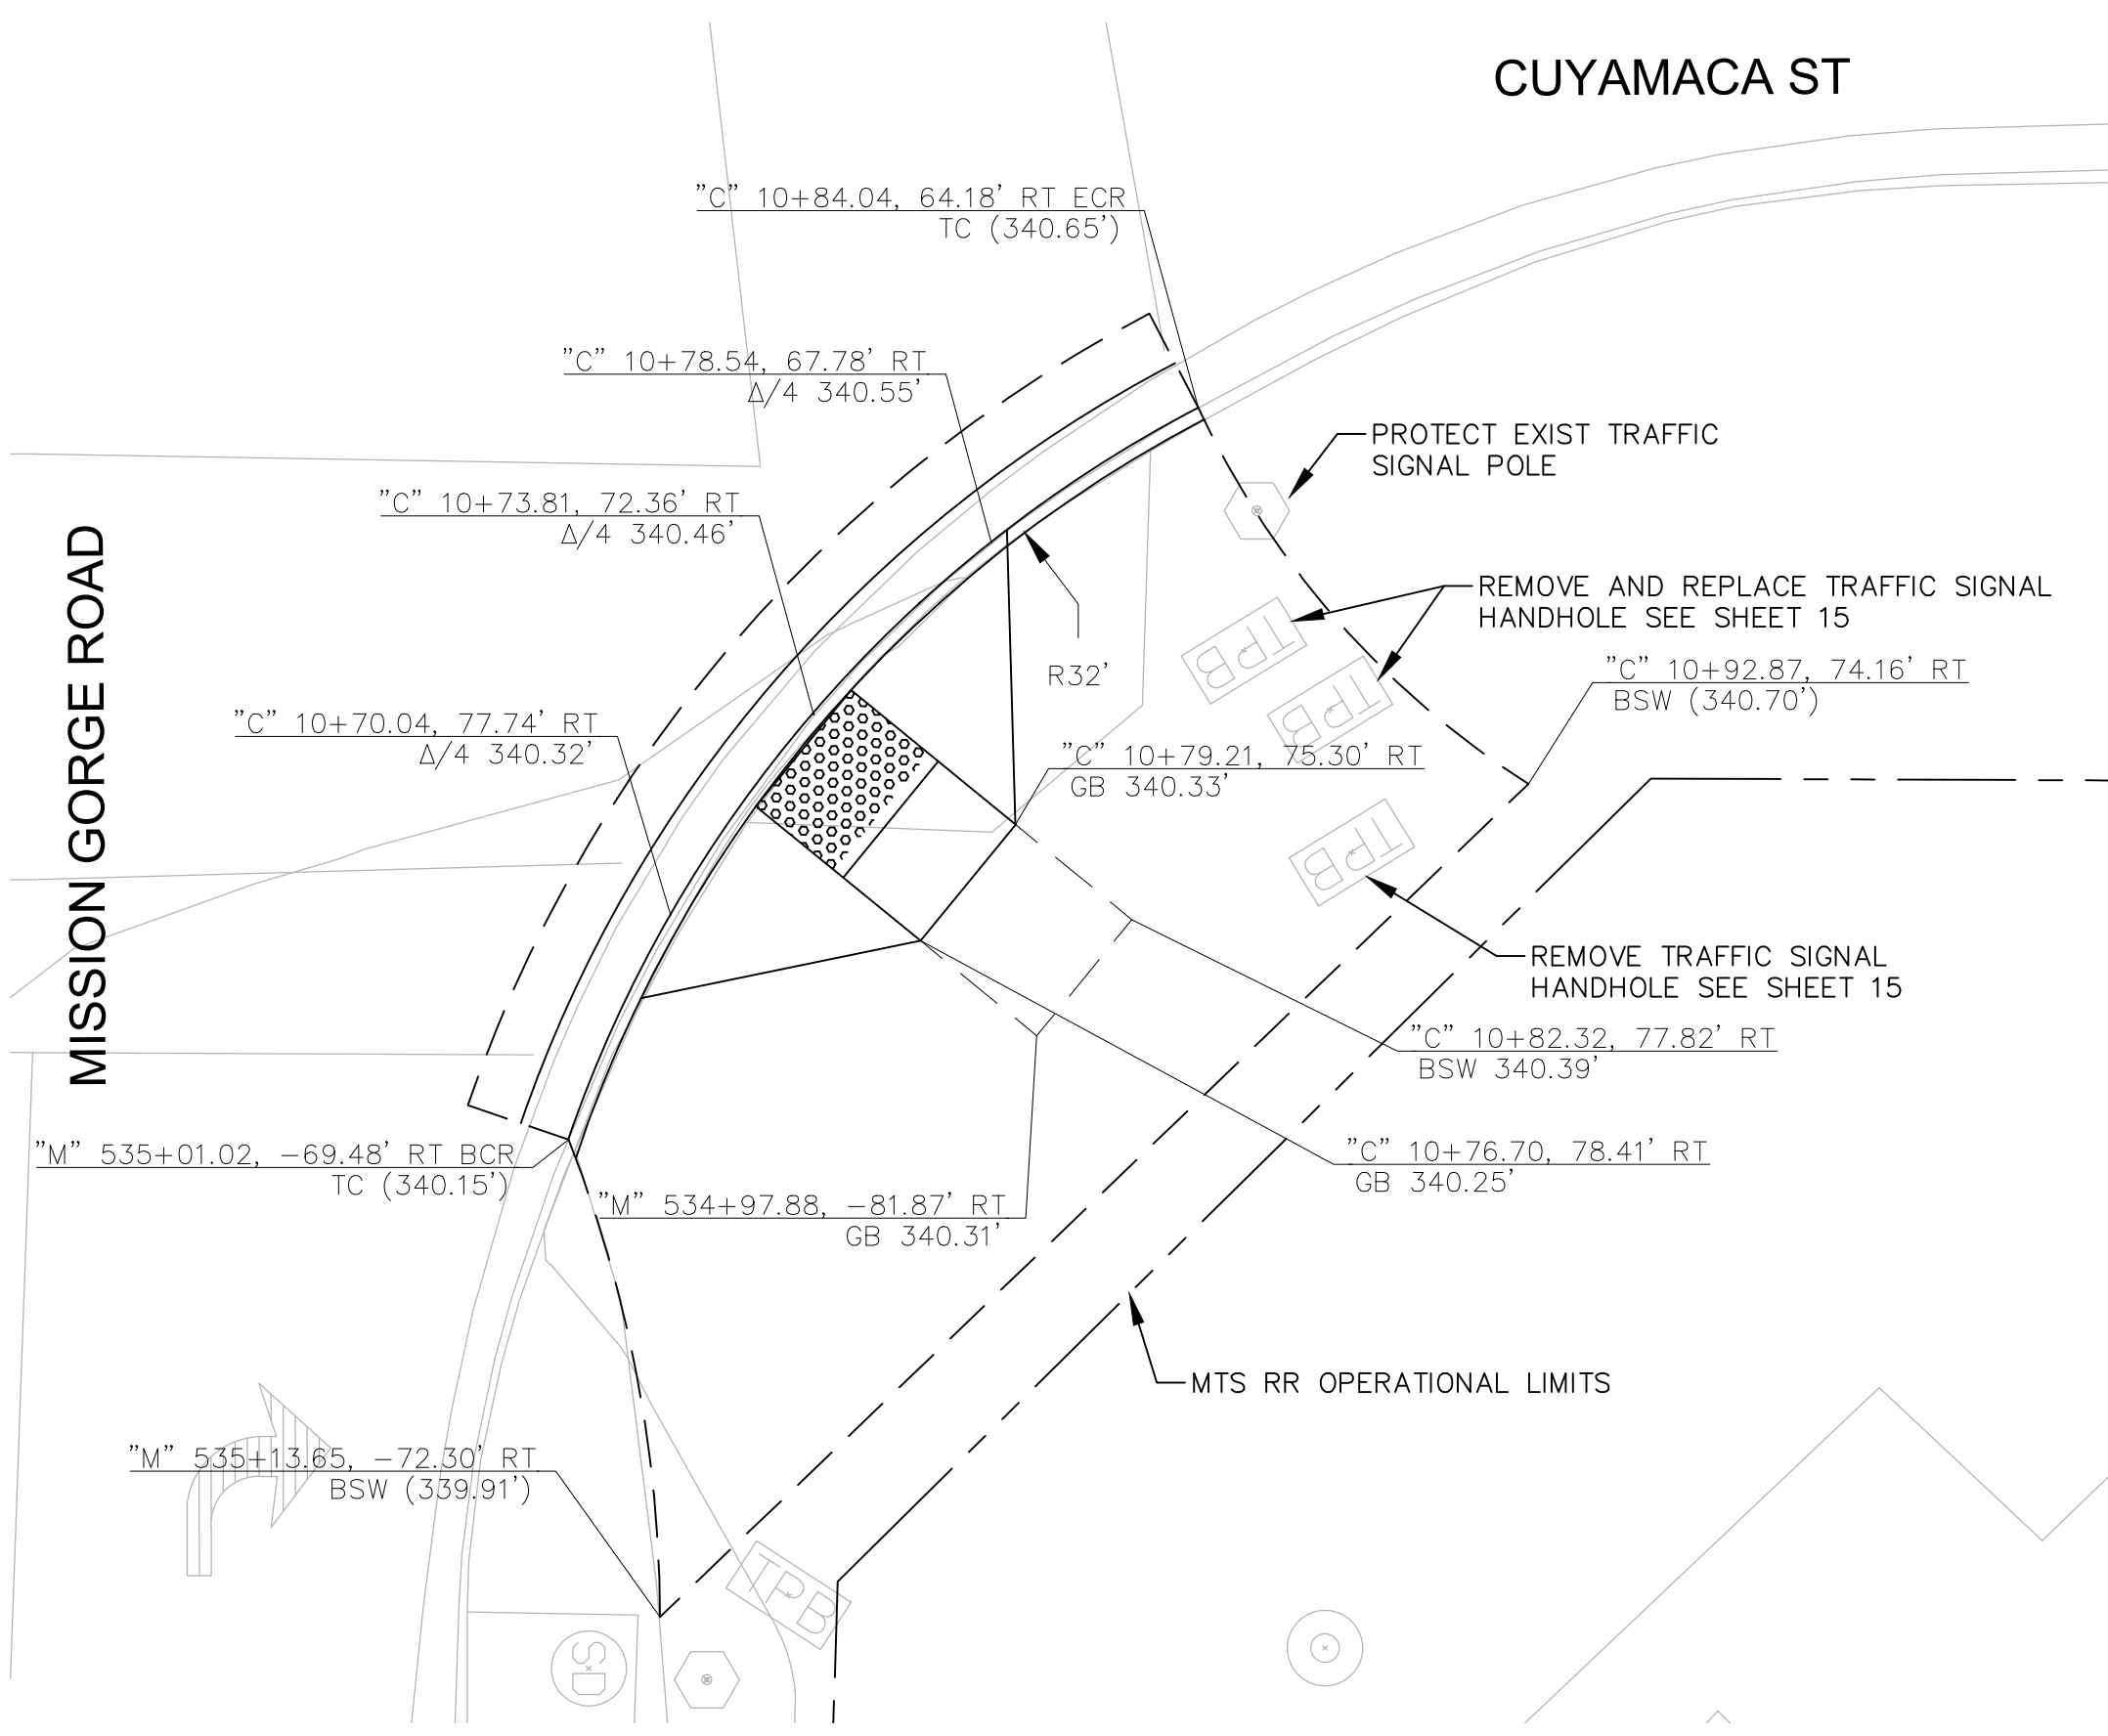 CUYAMACA ST
"C" 10+84.04, 64.18' RT ECR
TC (340.65')
"C" 10+78.54, 67.78' RT
Δ/4 340.55'
PROTECT EXIST TRAFFIC
SIGNAL POLE
"C" 10+73.81, 72.36' RT
Δ/4 340.46'
MISSION GORGE ROAD
REMOVE AND REPLACE TRAFFIC SIGNAL
HANDHOLE SEE SHEET 15
TPB
R32'
TPB
"C" 10+92.87, 74.16' RT
BSW (340.70')
"C" 10+70.04, 77.74' RT
Δ/4 340.32'
"C" 10+79.21, 75.30' RT
GB 340.33'
TPB
REMOVE TRAFFIC SIGNAL
HANDHOLE SEE SHEET 15
"C" 10+82.32, 77.82' RT
BSW 340.39'
"M" 535+01.02, -69.48' RT BCR
TC (340.15')
"C" 10+76.70, 78.41' RT
GB 340.25'
"M" 534+97.88, -81.87' RT
GB 340.31'
MTS RR OPERATIONAL LIMITS
"M" 535+13.65, -72.30' RT
BSW (339.91')
TPB
SD